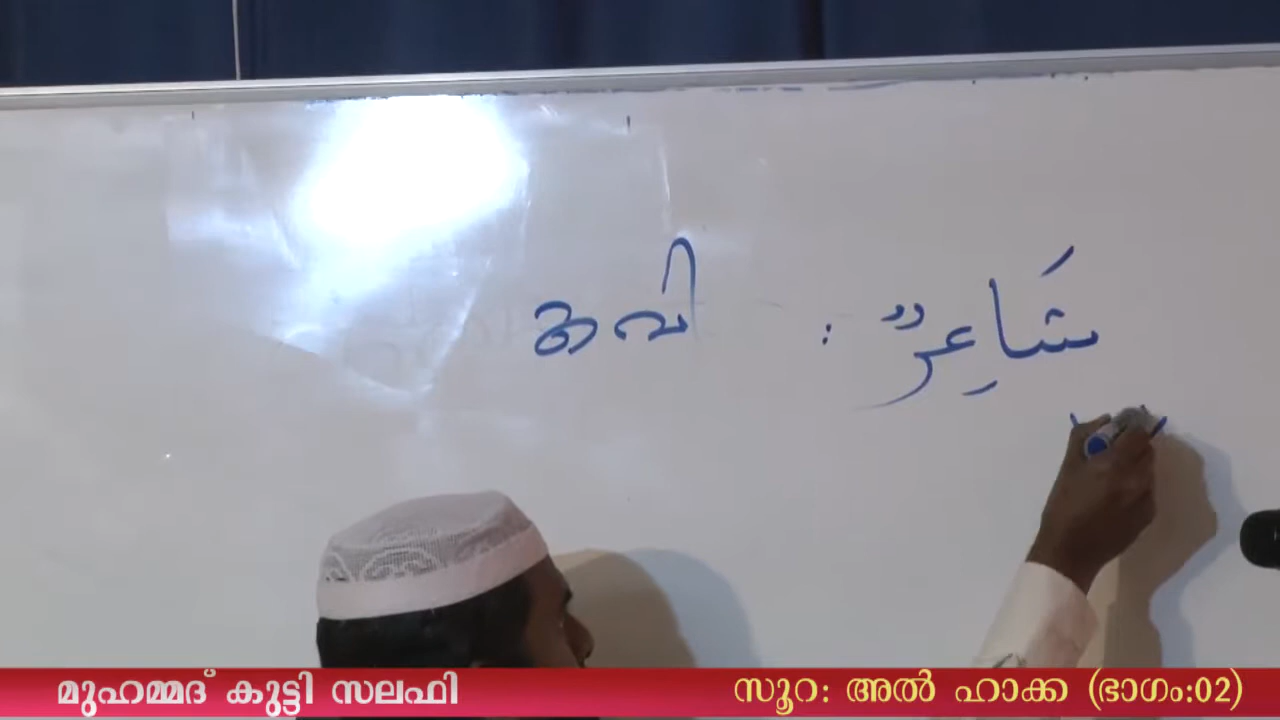 شَاعِرٌ : കവി
മുഹമ്മദ് കുട്ടി സലഫി
സൂറ: അൽ ഹാക്ക (ഭാഗം:02)